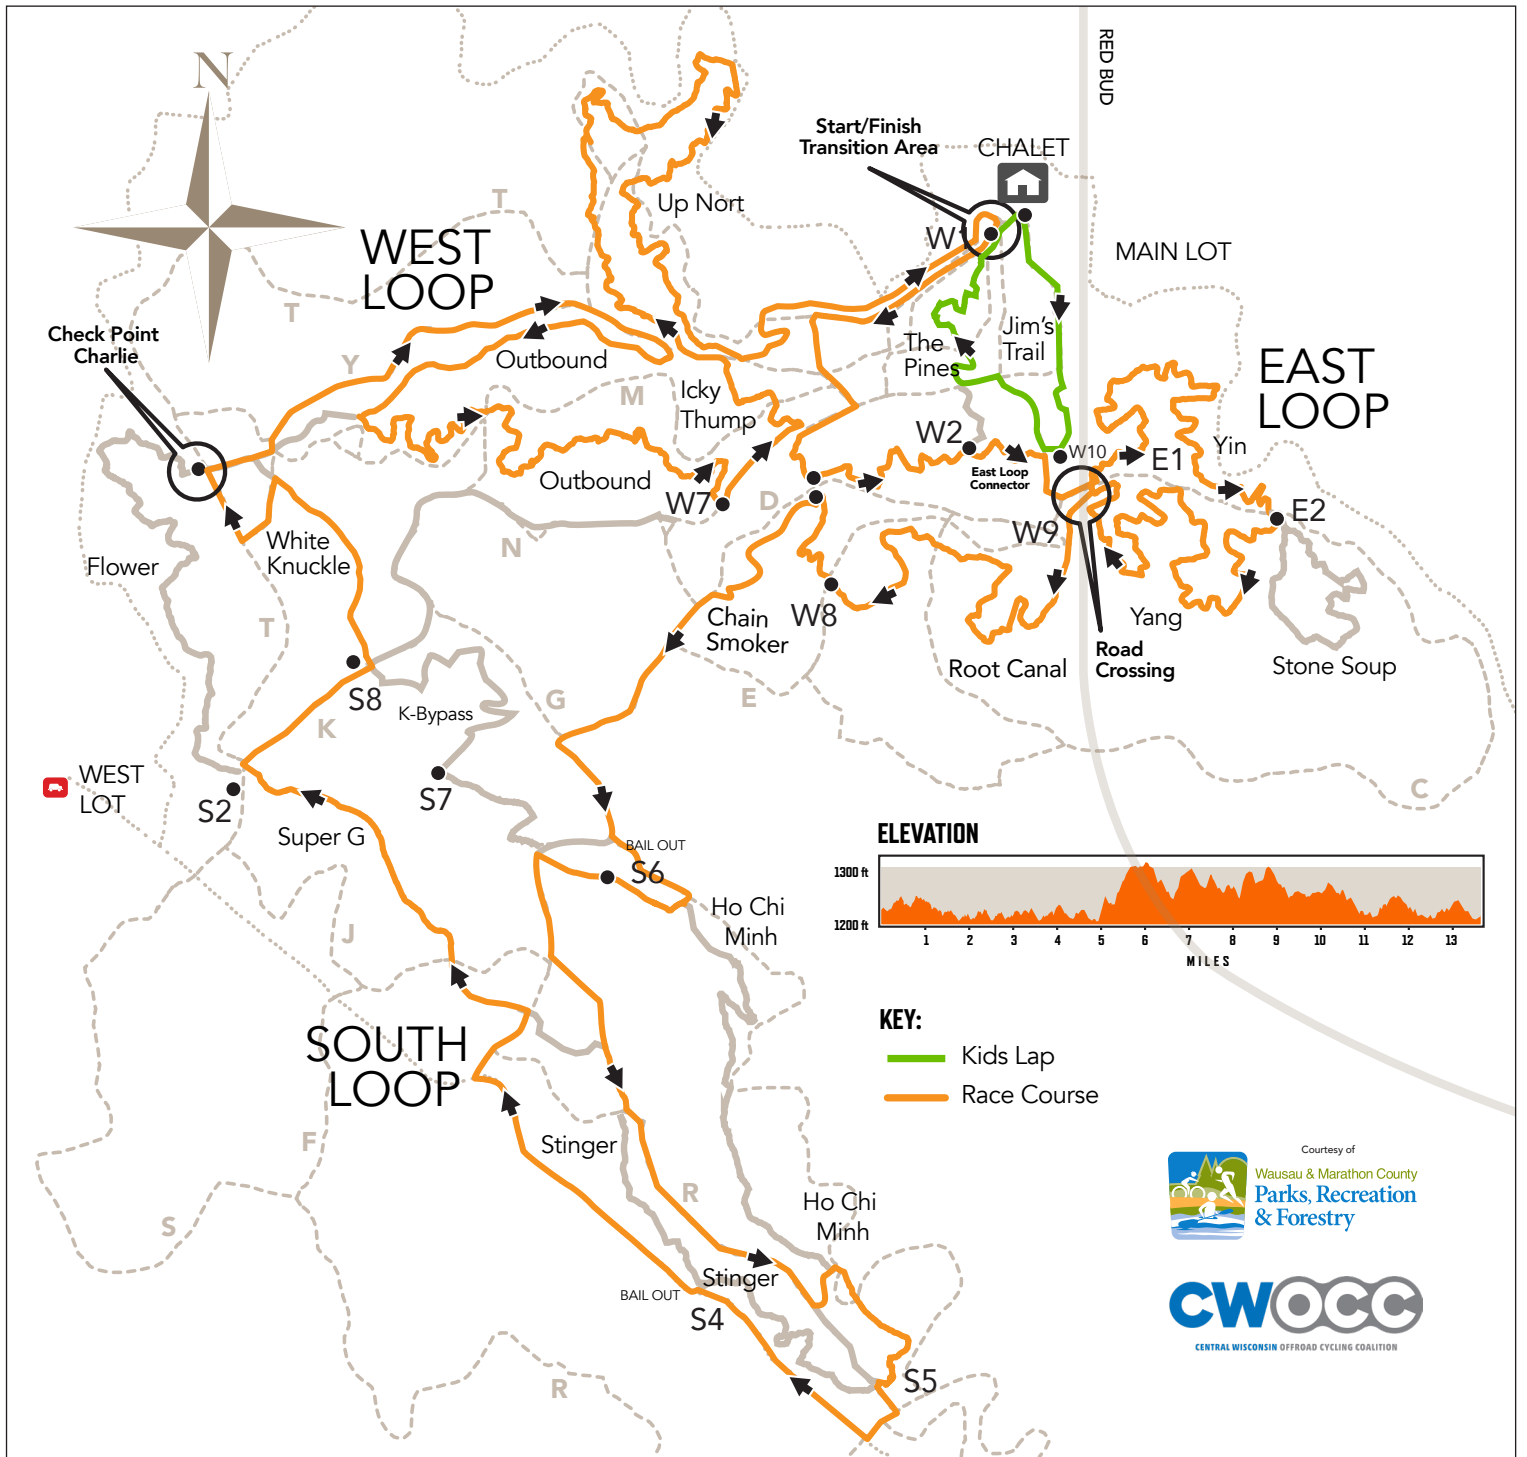 N
RED BUD
Start/Finish
Transition Area
CHALET
W1
MAIN LOT
WEST
LOOP
T
Up Nort
T
Check Point
Charlie
Y
Outbound
The
Pines
Jim's
Trail
EAST
LOOP
M
Icky
Thump
W2
W10
E1
Yin
East Loop
Connector
Outbound
W7
D
E2
W9
N
White
Knuckle
Flower
T
Chain
Smoker
W8
Yang
Root Canal
Road
Crossing
Stone Soup
S8
G
E
K
K-Bypass
WEST
LOT
S2
S7
C
Super G
BAIL OUT
S6
ELEVATION
1300 ft
1200 ft
1 2 3 4 5 6 7 8 9 10 11 12 13
MILES
Ho Chi
Minh
J
KEY:
Kids Lap
Race Course
SOUTH
LOOP
F
Stinger
R
S
Ho Chi
Minh
Stinger
BAIL OUT
S4
S5
R
Courtesy of
Wausau & Marathon County
Parks, Recreation
& Forestry
CWOCC
CENTRAL WISCONSIN OFFROAD CYCLING COALITION